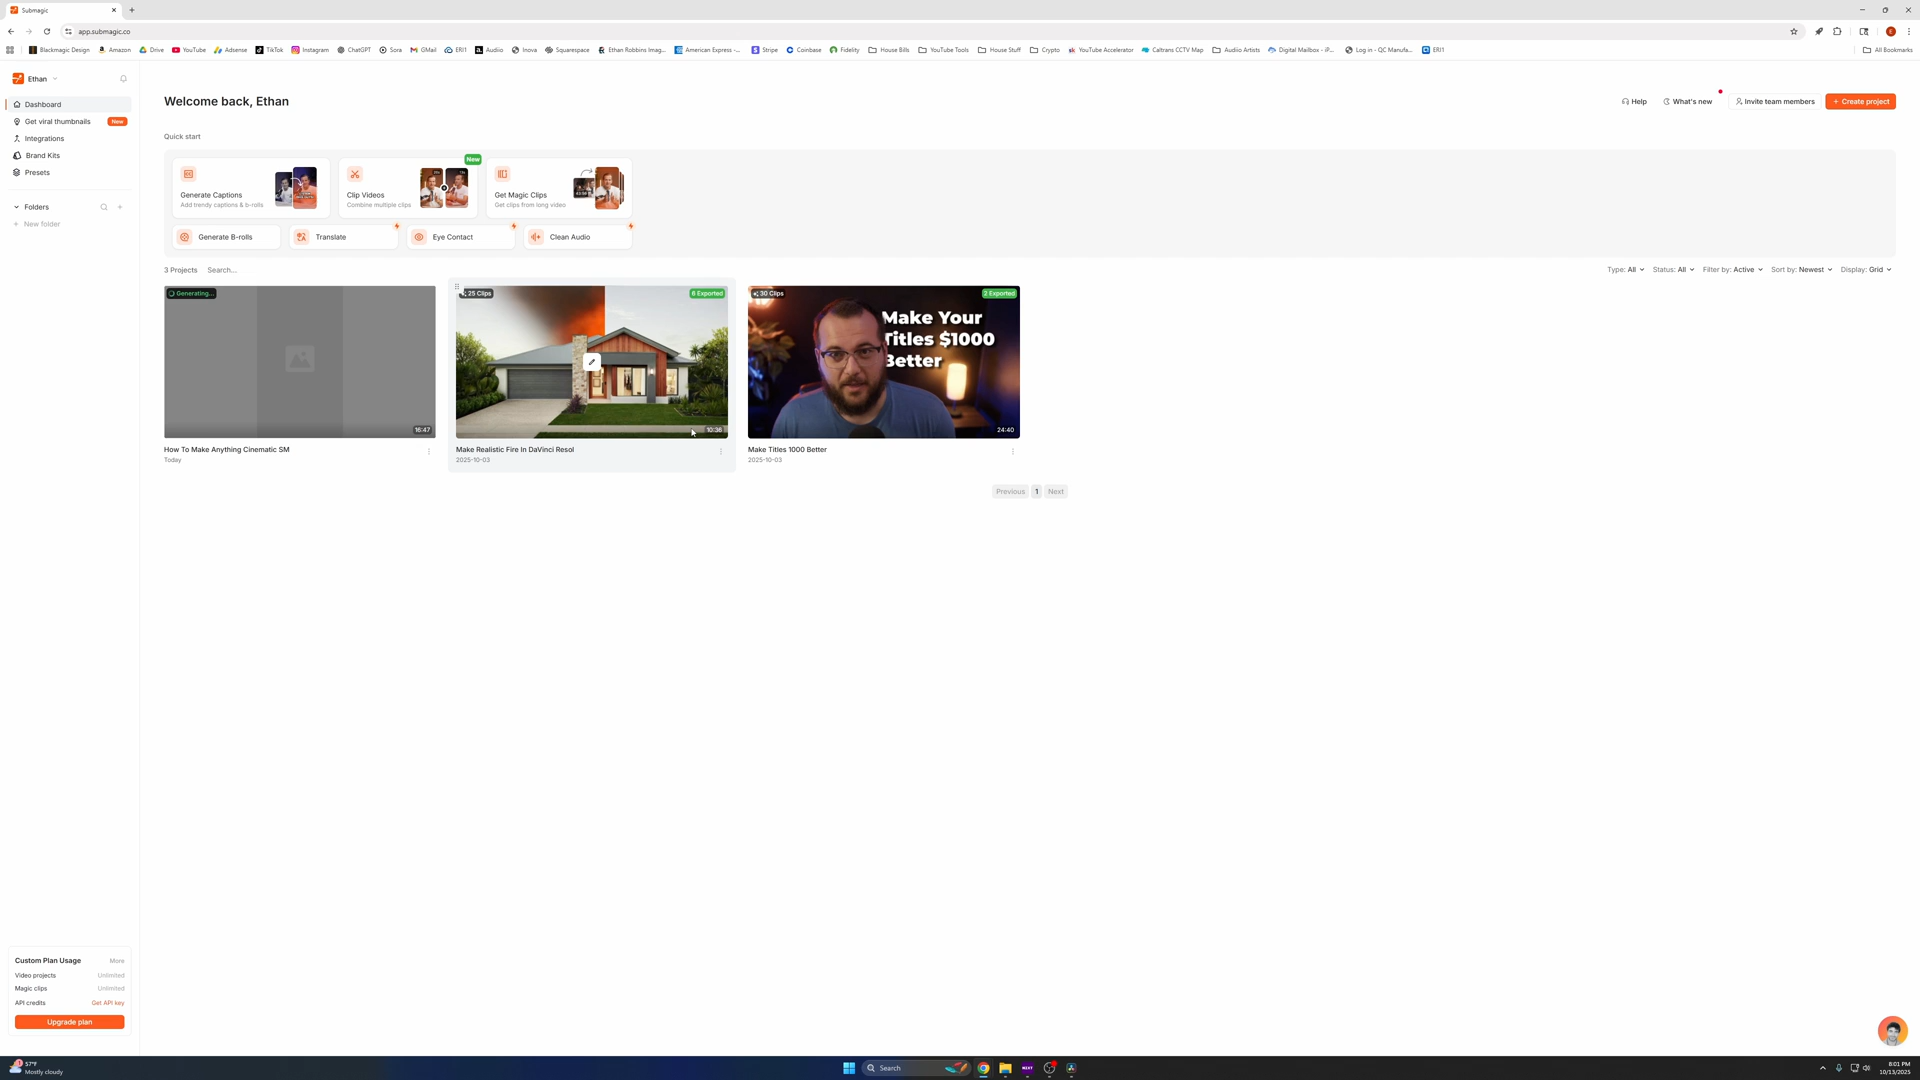 Submagic
app.submagic.co
Blackmagic Design Amazon Drive YouTube Adsense TikTok Instagram ChatGPT Sora GMail ERI1 Audiio Inova Squarespace Ethan Robbins Imag... American Express -... Stripe Coinbase Fidelity House Bills YouTube Tools House Stuff Crypto YouTube Accelerator Caltrans CCTV Map Audiio Artists Digital Mailbox - iP... Log in - QC Manufa... ERI1 All Bookmarks
Ethan
Dashboard
Get viral thumbnails New
Integrations
Brand Kits
Presets
Folders
New folder
Custom Plan Usage More
Video projects Unlimited
Magic clips Unlimited
API credits Get API key
Upgrade plan
Welcome back, Ethan
Help What's new Invite team members + Create project
Quick start
Generate Captions
Add trendy captions & b-rolls
New
Clip Videos
Combine multiple clips
Get Magic Clips
Get clips from long video
Generate B-rolls Translate Eye Contact Clean Audio
3 Projects Search...
Type: All Status: All Filter by: Active Sort by: Newest Display: Grid
Generating...
16:47
How To Make Anything Cinematic SM
Today
25 Clips 6 Exported
10:36
Make Realistic Fire In DaVinci Resol
2025-10-03
30 Clips 2 Exported
Make Your
Titles $1000
Better
24:40
Make Titles 1000 Better
2025-10-03
Previous 1 Next
57°F
Mostly cloudy
Search
8:01 PM
10/13/2025